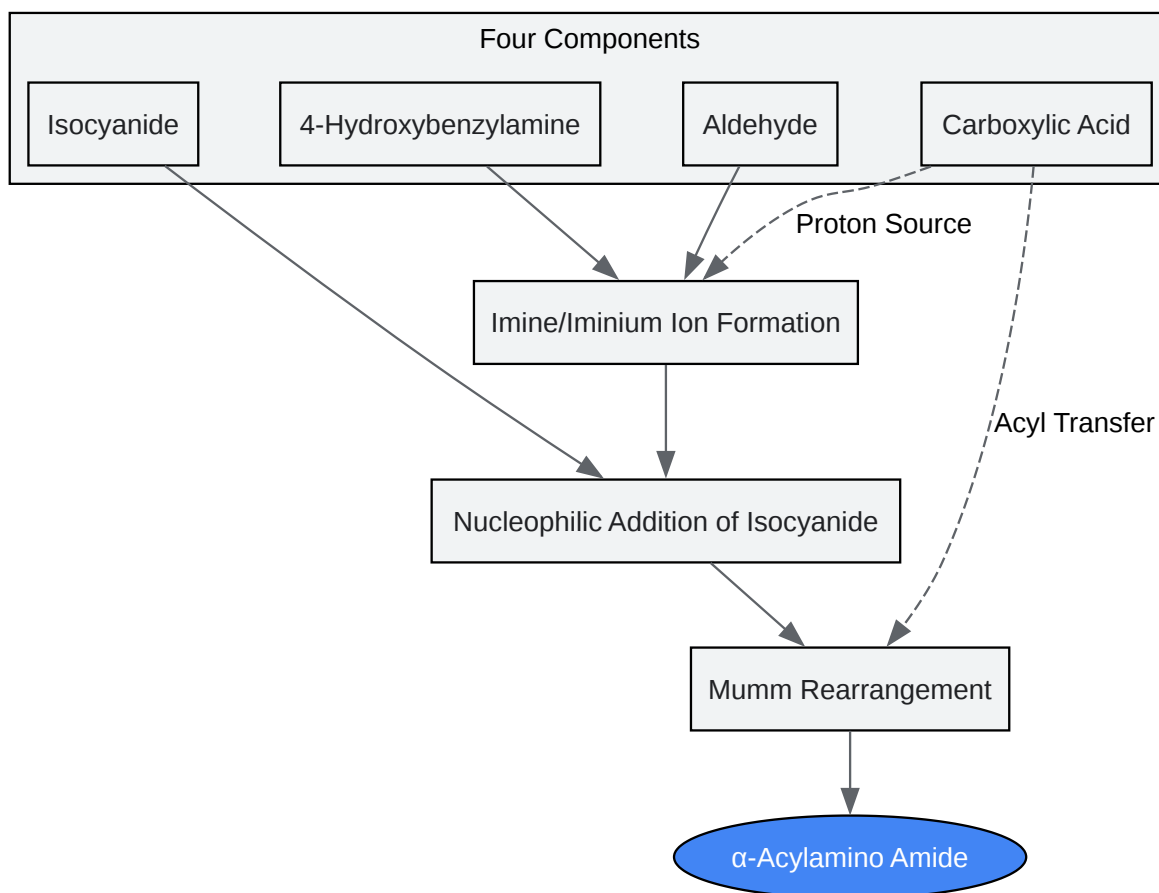 Four Components
Isocyanide
4-Hydroxybenzylamine
Aldehyde
Carboxylic Acid
Proton Source
Imine/Iminium Ion Formation
Acyl Transfer
Nucleophilic Addition of Isocyanide
Mumm Rearrangement
α-Acylamino Amide